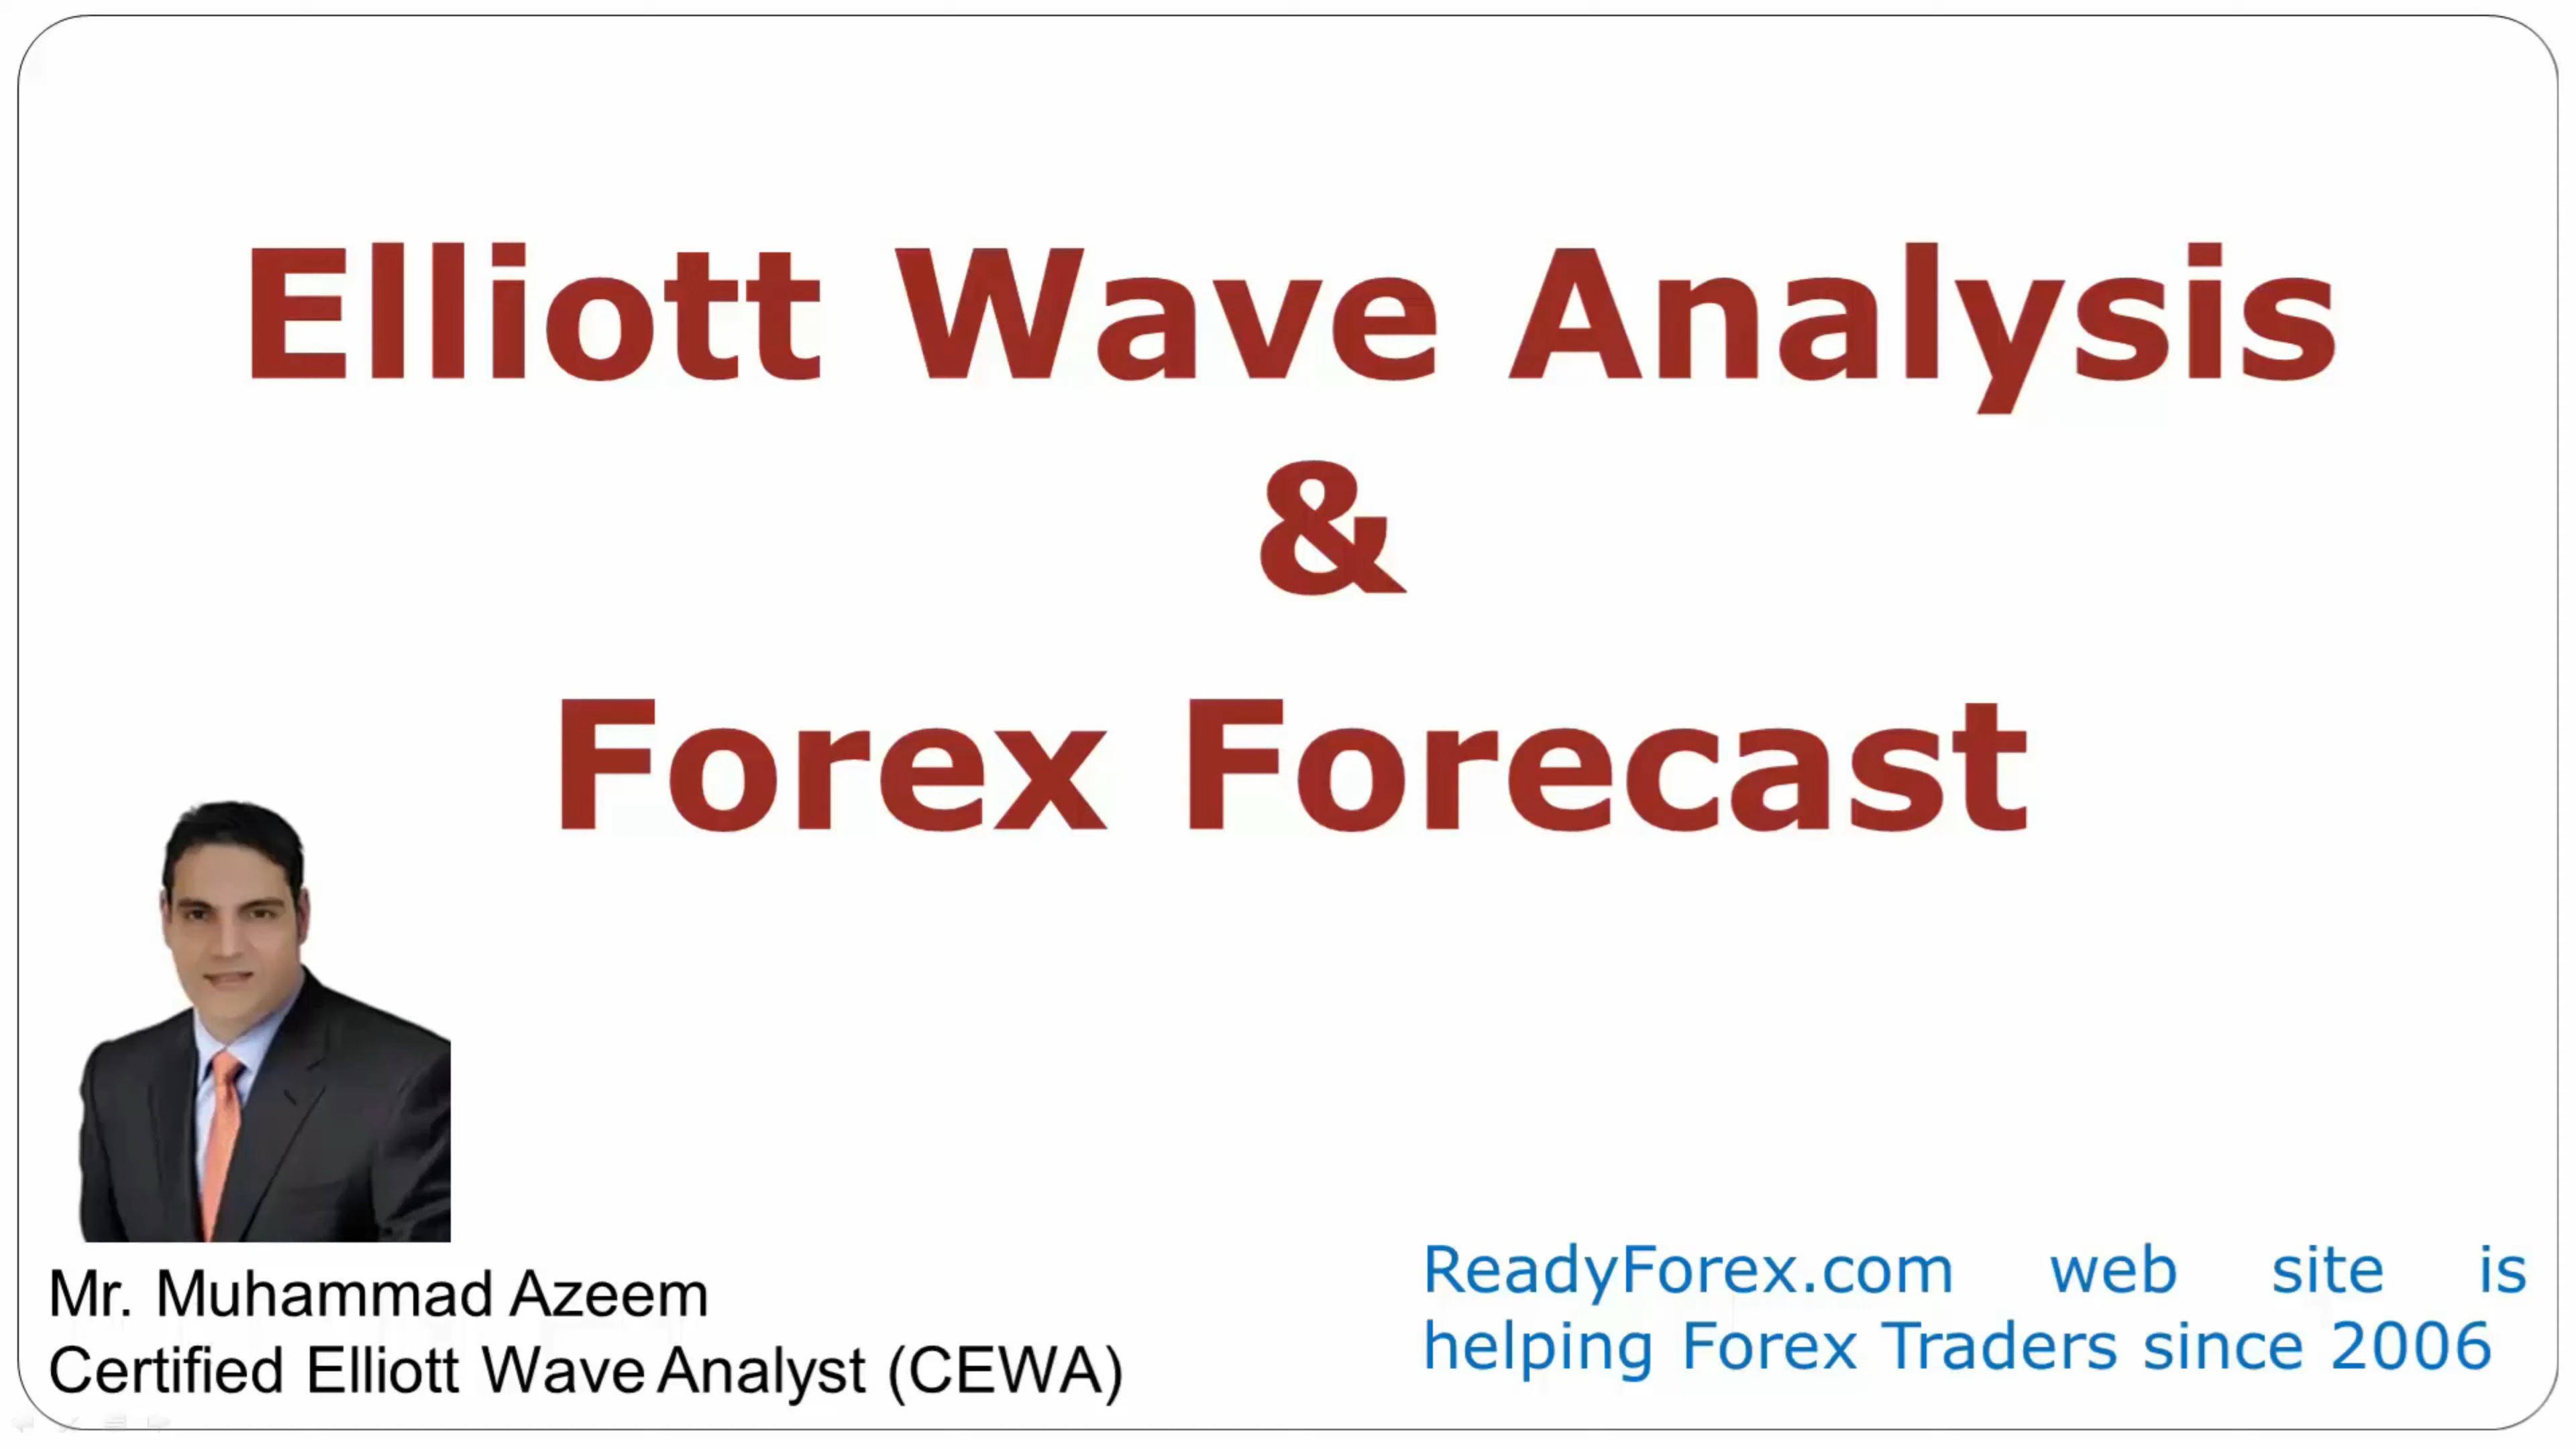 Elliott Wave Analysis
&
Forex Forecast
Mr. Muhammad Azeem
Certified Elliott Wave Analyst (CEWA)
ReadyForex.com web site is
helping Forex Traders since 2006